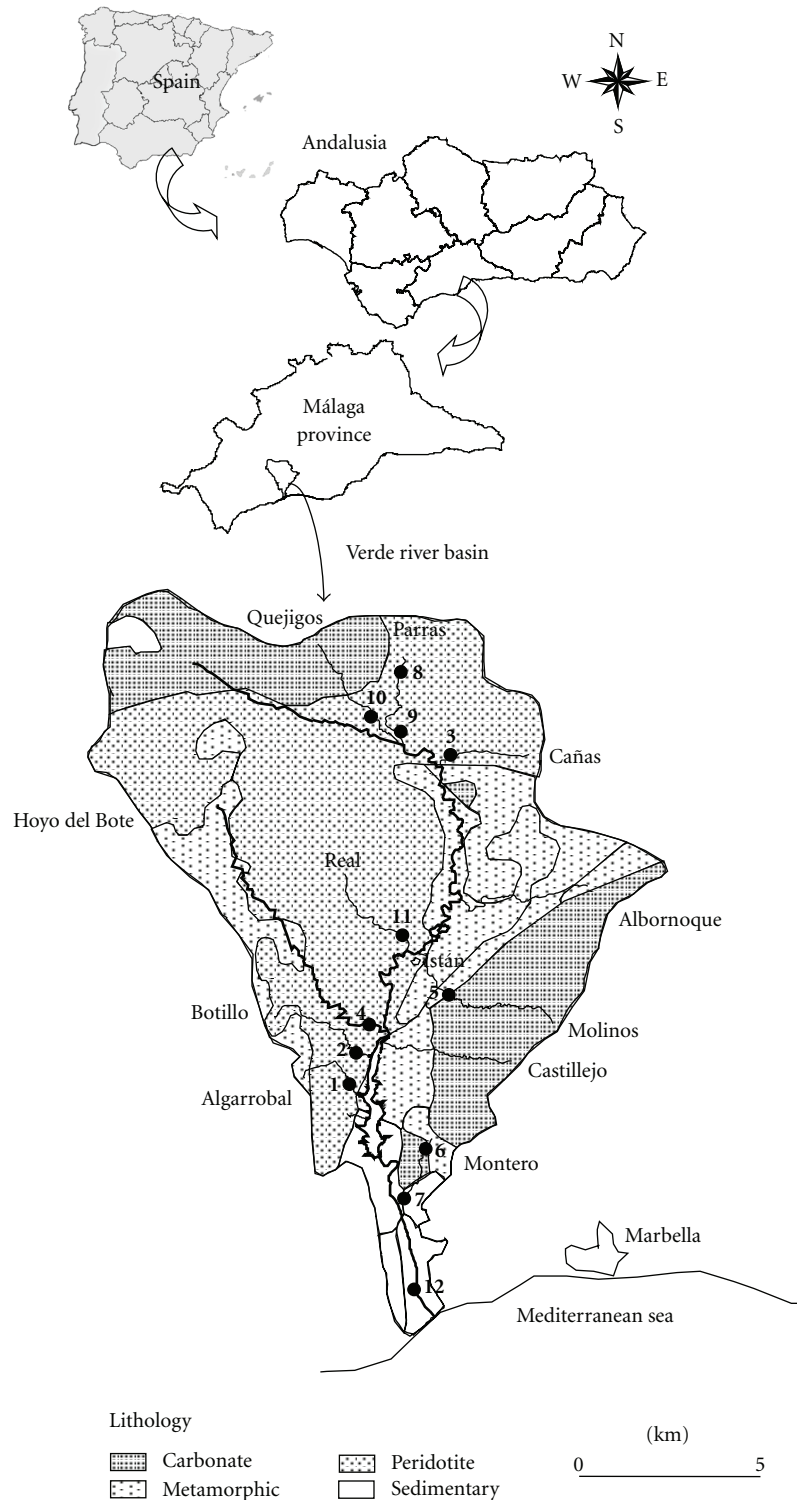 Spain
N
W E
S
Andalusia
Málaga
province
Verde river basin
Quejigos
Parras
8
10
9
3
Cañas
Hoyo del Bote
Real
11
Albornoque
Istán
5
Botillo
4
Molinos
2
Castillejo
1
Algarrobal
6
Montero
7
Marbella
12
Mediterranean sea
Lithology
(km)
Carbonate
Peridotite
0 5
Metamorphic
Sedimentary